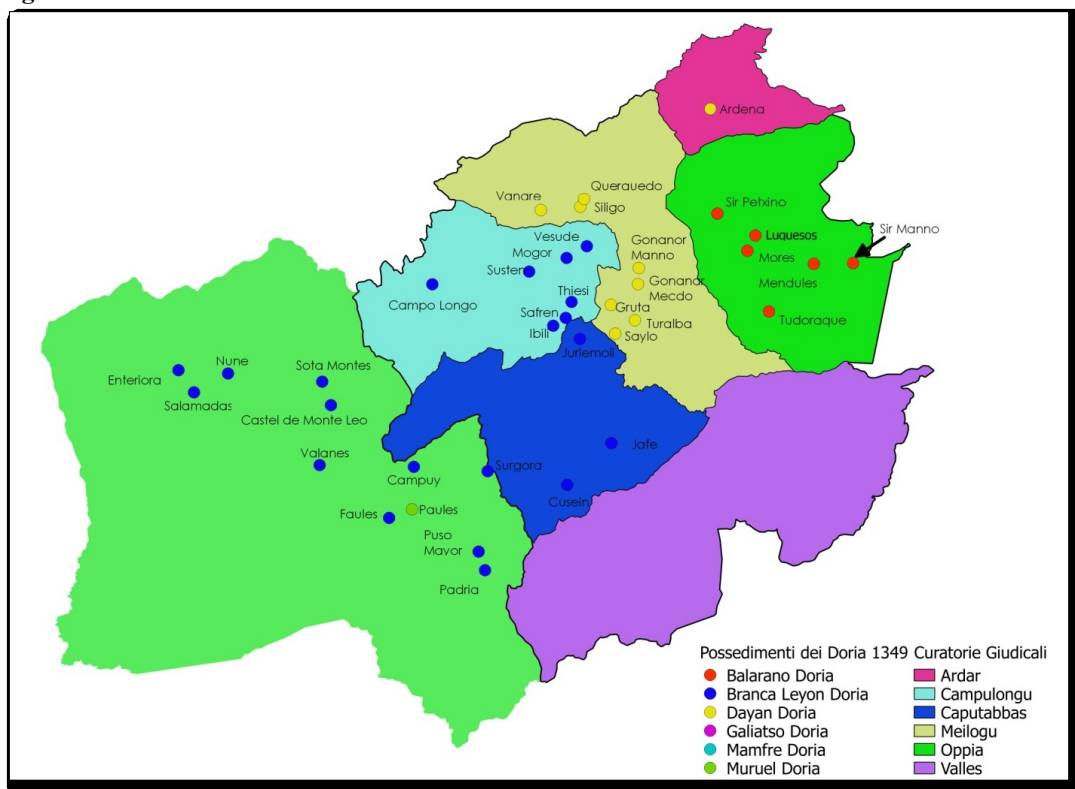 Ardena
Querquedo
Vanare
Siligo
Sir Petxino
Luquesos
Sir Manno
Vesude
Mogor
Gonanor
Manno
Susten
Mores
Gonanor
Mecdo
Mendules
Thiesi
Campo Longo
Safren
Gruta
Turalba
Tudoraque
Ibili
Saylo
Jurlemoli
Nune
Sota Montes
Enteriora
Salamadas
Castel de Monte Leo
Valanes
Jafe
Surgora
Campuy
Cusein
Faules
Paules
Puso
Mayor
Padria
Possedimenti dei Doria 1349 Curatorie Giudicali
Balarano Doria
Ardar
Branca Leyon Doria
Campulongu
Dayan Doria
Caputabbas
Galiatso Doria
Meilogu
Mamfre Doria
Oppia
Muruel Doria
Valles